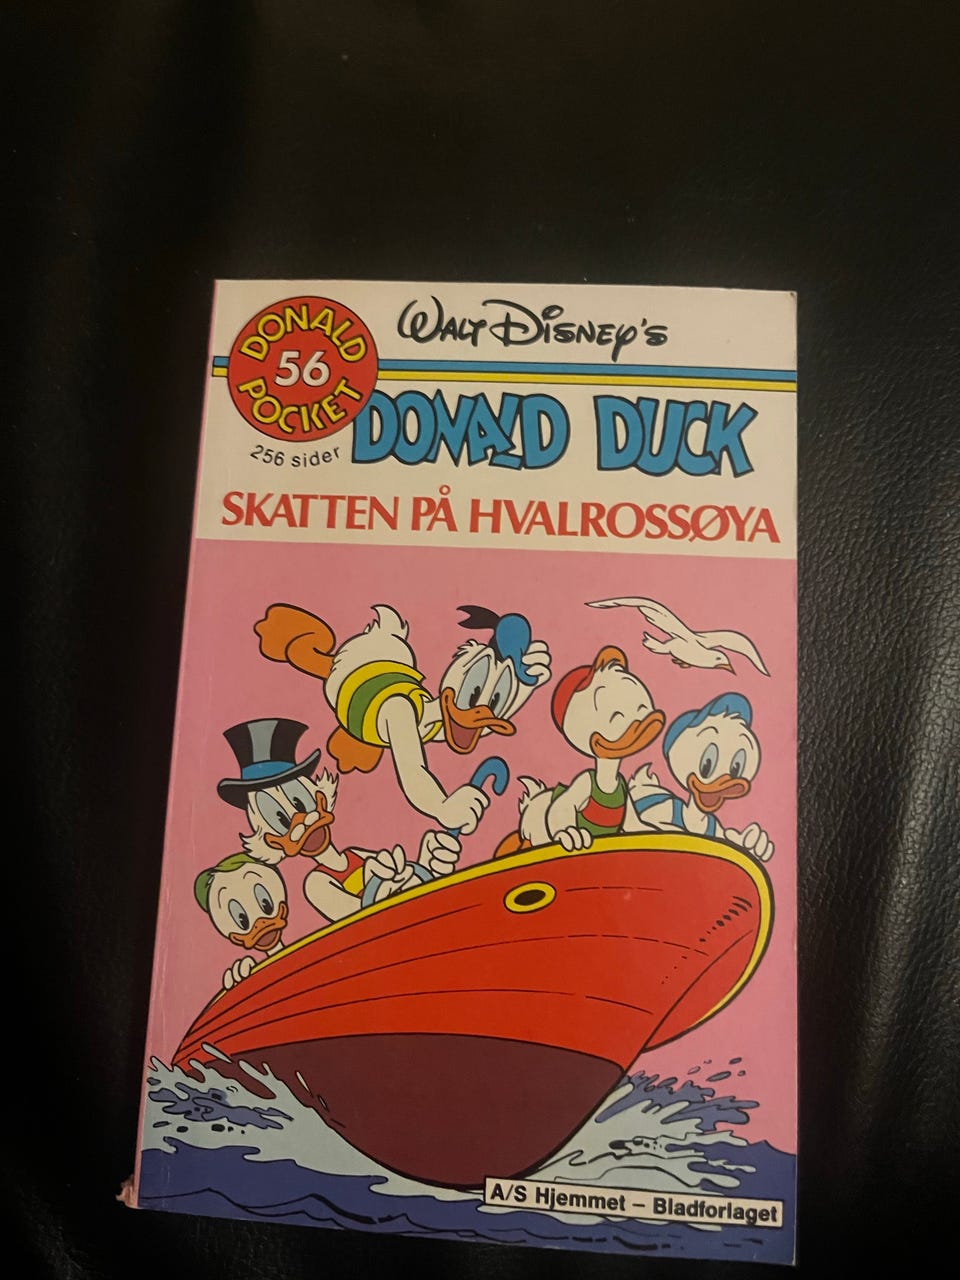 DONALD
56
POCKET
256 sider
WALT DISNEY'S
DONALD DUCK
SKATTEN PÅ HVALROSSØYA
A/S Hjemmet – Bladforlaget